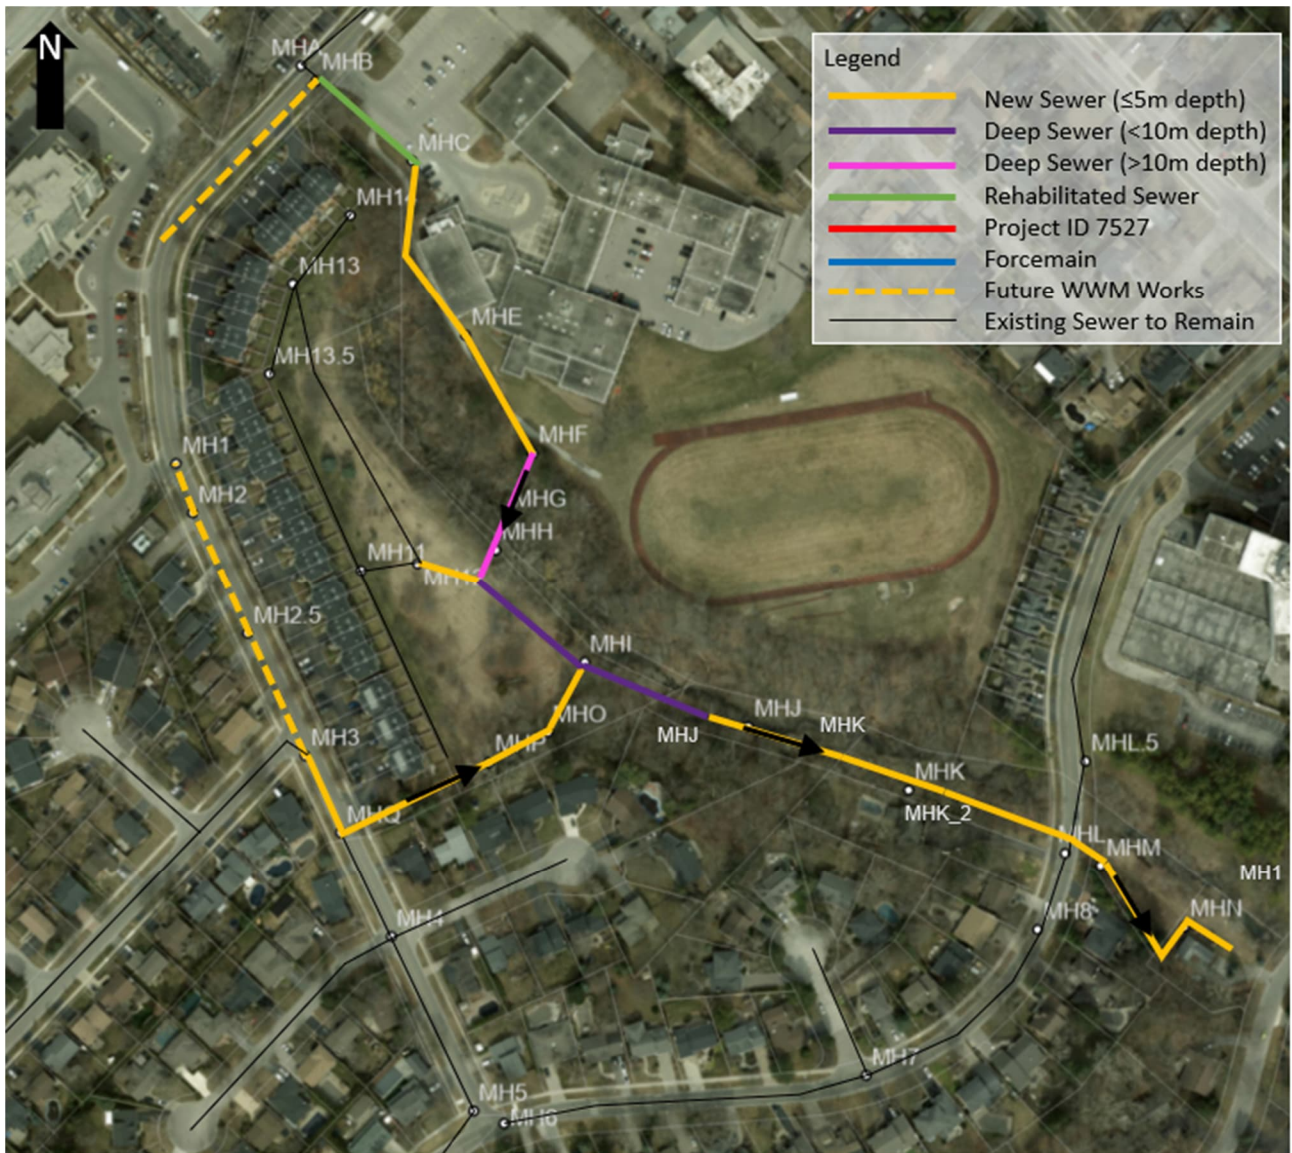 N
MHA
MHB
MHC
MH14
MH13
MHE
MH13.5
MHF
MH1
MH2
MHG
MHH
MH11
MH12
MH2.5
MHI
MHO
MHJ
MHJ
MHK
MHP
MH3
MHL.5
MHK
MHK_2
MHQ
MHL
MHM
MH1
MHN
MH8
MH4
MH7
MH5
MH6
Legend
New Sewer (≤5m depth)
Deep Sewer (<10m depth)
Deep Sewer (>10m depth)
Rehabilitated Sewer
Project ID 7527
Forcemain
Future WWM Works
Existing Sewer to Remain